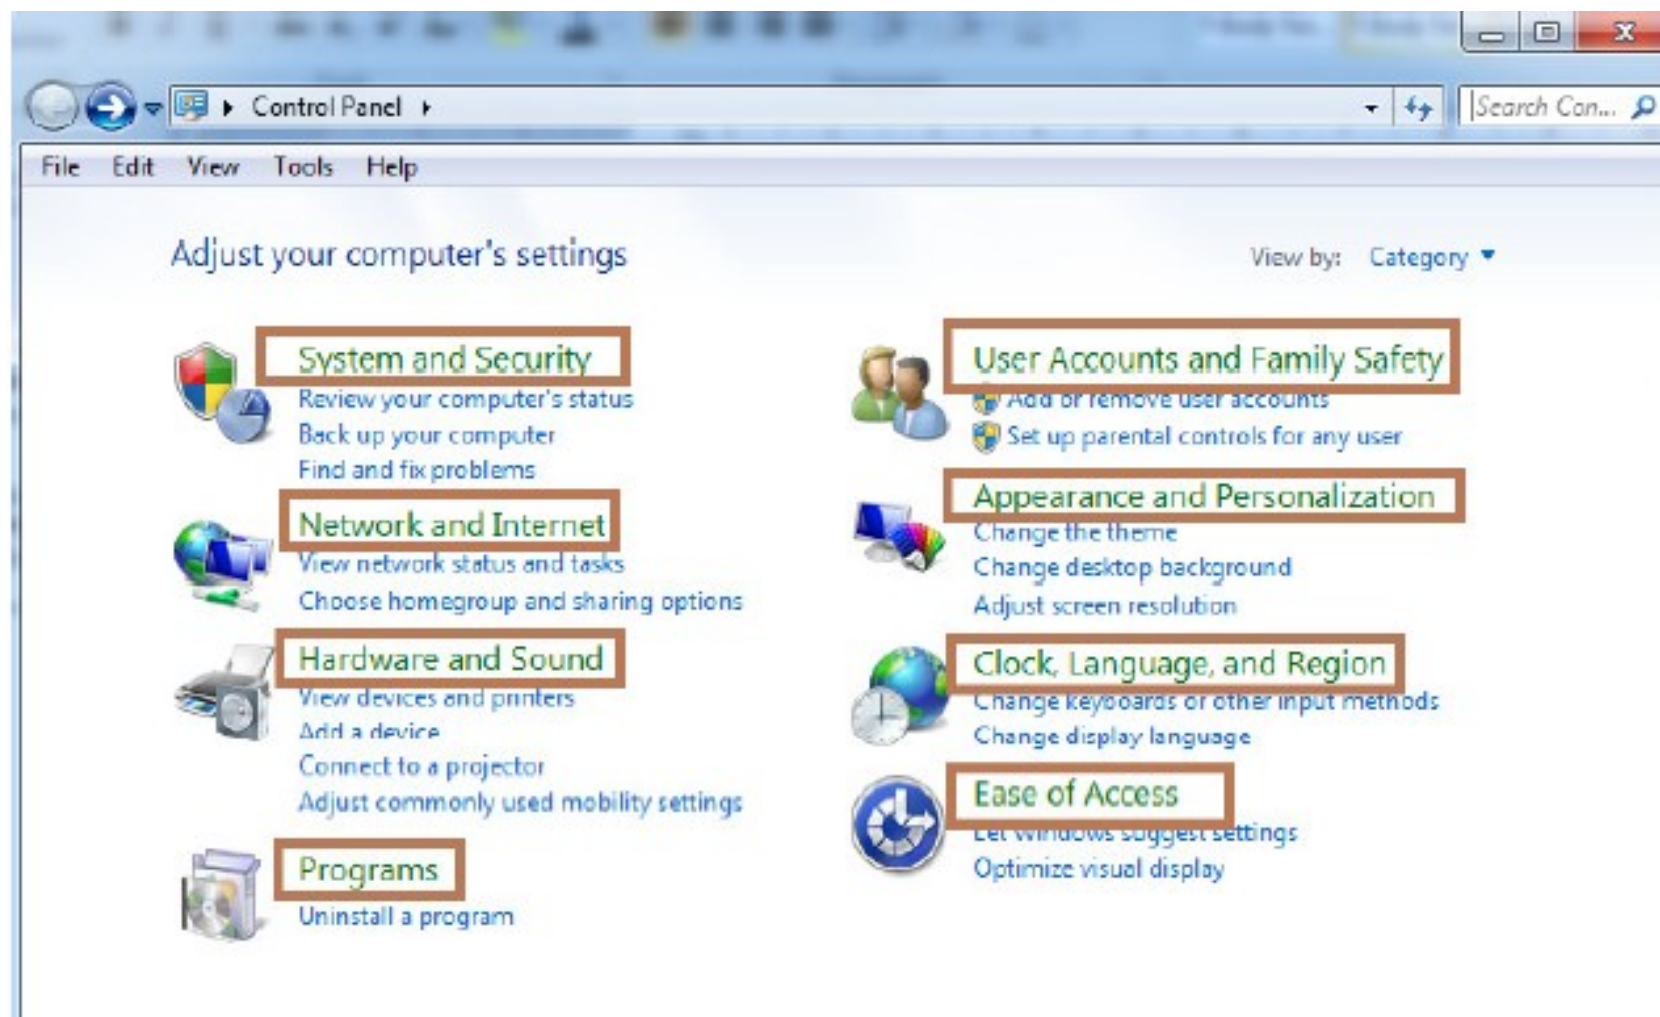 Control Panel
Search Con...
File Edit View Tools Help
Adjust your computer's settings
View by: Category
System and Security
Review your computer's status
Back up your computer
Find and fix problems
Network and Internet
View network status and tasks
Choose homegroup and sharing options
Hardware and Sound
View devices and printers
Add a device
Connect to a projector
Adjust commonly used mobility settings
Programs
Uninstall a program
User Accounts and Family Safety
Add or remove user accounts
Set up parental controls for any user
Appearance and Personalization
Change the theme
Change desktop background
Adjust screen resolution
Clock, Language, and Region
Change keyboards or other input methods
Change display language
Ease of Access
Let Windows suggest settings
Optimize visual display